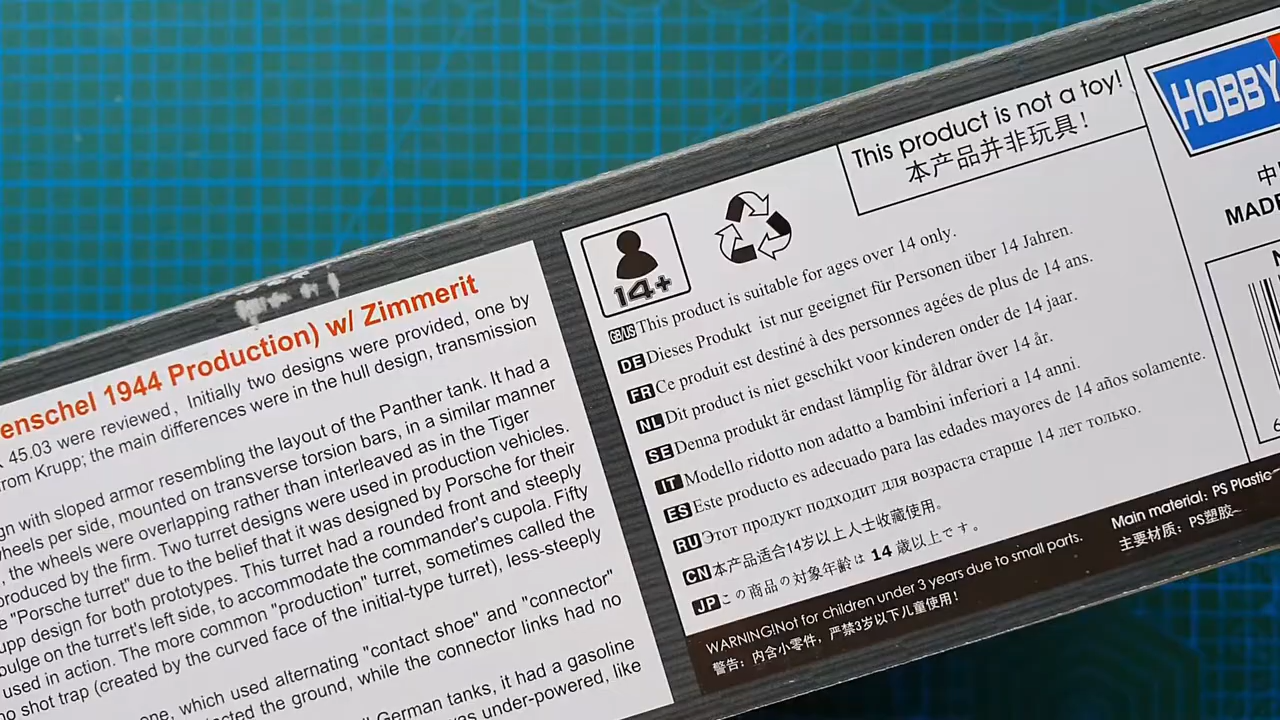 enschel 1944 Production) w/ Zimmerit
45.03 were reviewed, Initially two designs were provided, one by
from Krupp; the main differences were in the hull design, transmission
gn with sloped armor resembling the layout of the Panther tank. It had a
wheels per side, mounted on transverse torsion bars, in a similar manner
, the wheels were overlapping rather than interleaved as in the Tiger
produced by the firm. Two turret designs were used in production vehicles.
e "Porsche turret" due to the belief that it was designed by Porsche for their
upp design for both prototypes. This turret had a rounded front and steeply
bulge on the turret's left side, to accommodate the commander's cupola. Fifty
used in action. The more common "production" turret, sometimes called the
no shot trap (created by the curved face of the initial-type turret), less-steeply
one, which used alternating "contact shoe" and "connector"
cted the ground, while the connector links had no
German tanks, it had a gasoline
was under-powered, like
14+
This product is not a toy!
本产品并非玩具！
GB/US This product is suitable for ages over 14 only.
DE Dieses Produkt ist nur geeignet für Personen über 14 Jahren.
FR Ce produit est destiné à des personnes agées de plus de 14 ans.
NL Dit product is niet geschikt voor kinderen onder de 14 jaar.
SE Denna produkt är endast lämplig för åldrar över 14 år.
IT Modello ridotto non adatto a bambini inferiori a 14 anni.
ES Este producto es adecuado para las edades mayores de 14 años solamente.
RU Этот продукт подходит для возраста старше 14 лет только.
CN 本产品适合14岁以上人士收藏使用。
JP この商品の対象年齢は 14 歳以上です。
WARNING!Not for children under 3 years due to small parts.
警告：内含小零件，严禁3岁以下儿童使用！
Main material: PS Plastic
主要材质：PS塑胶
HOBBY
中
MADE
N
6